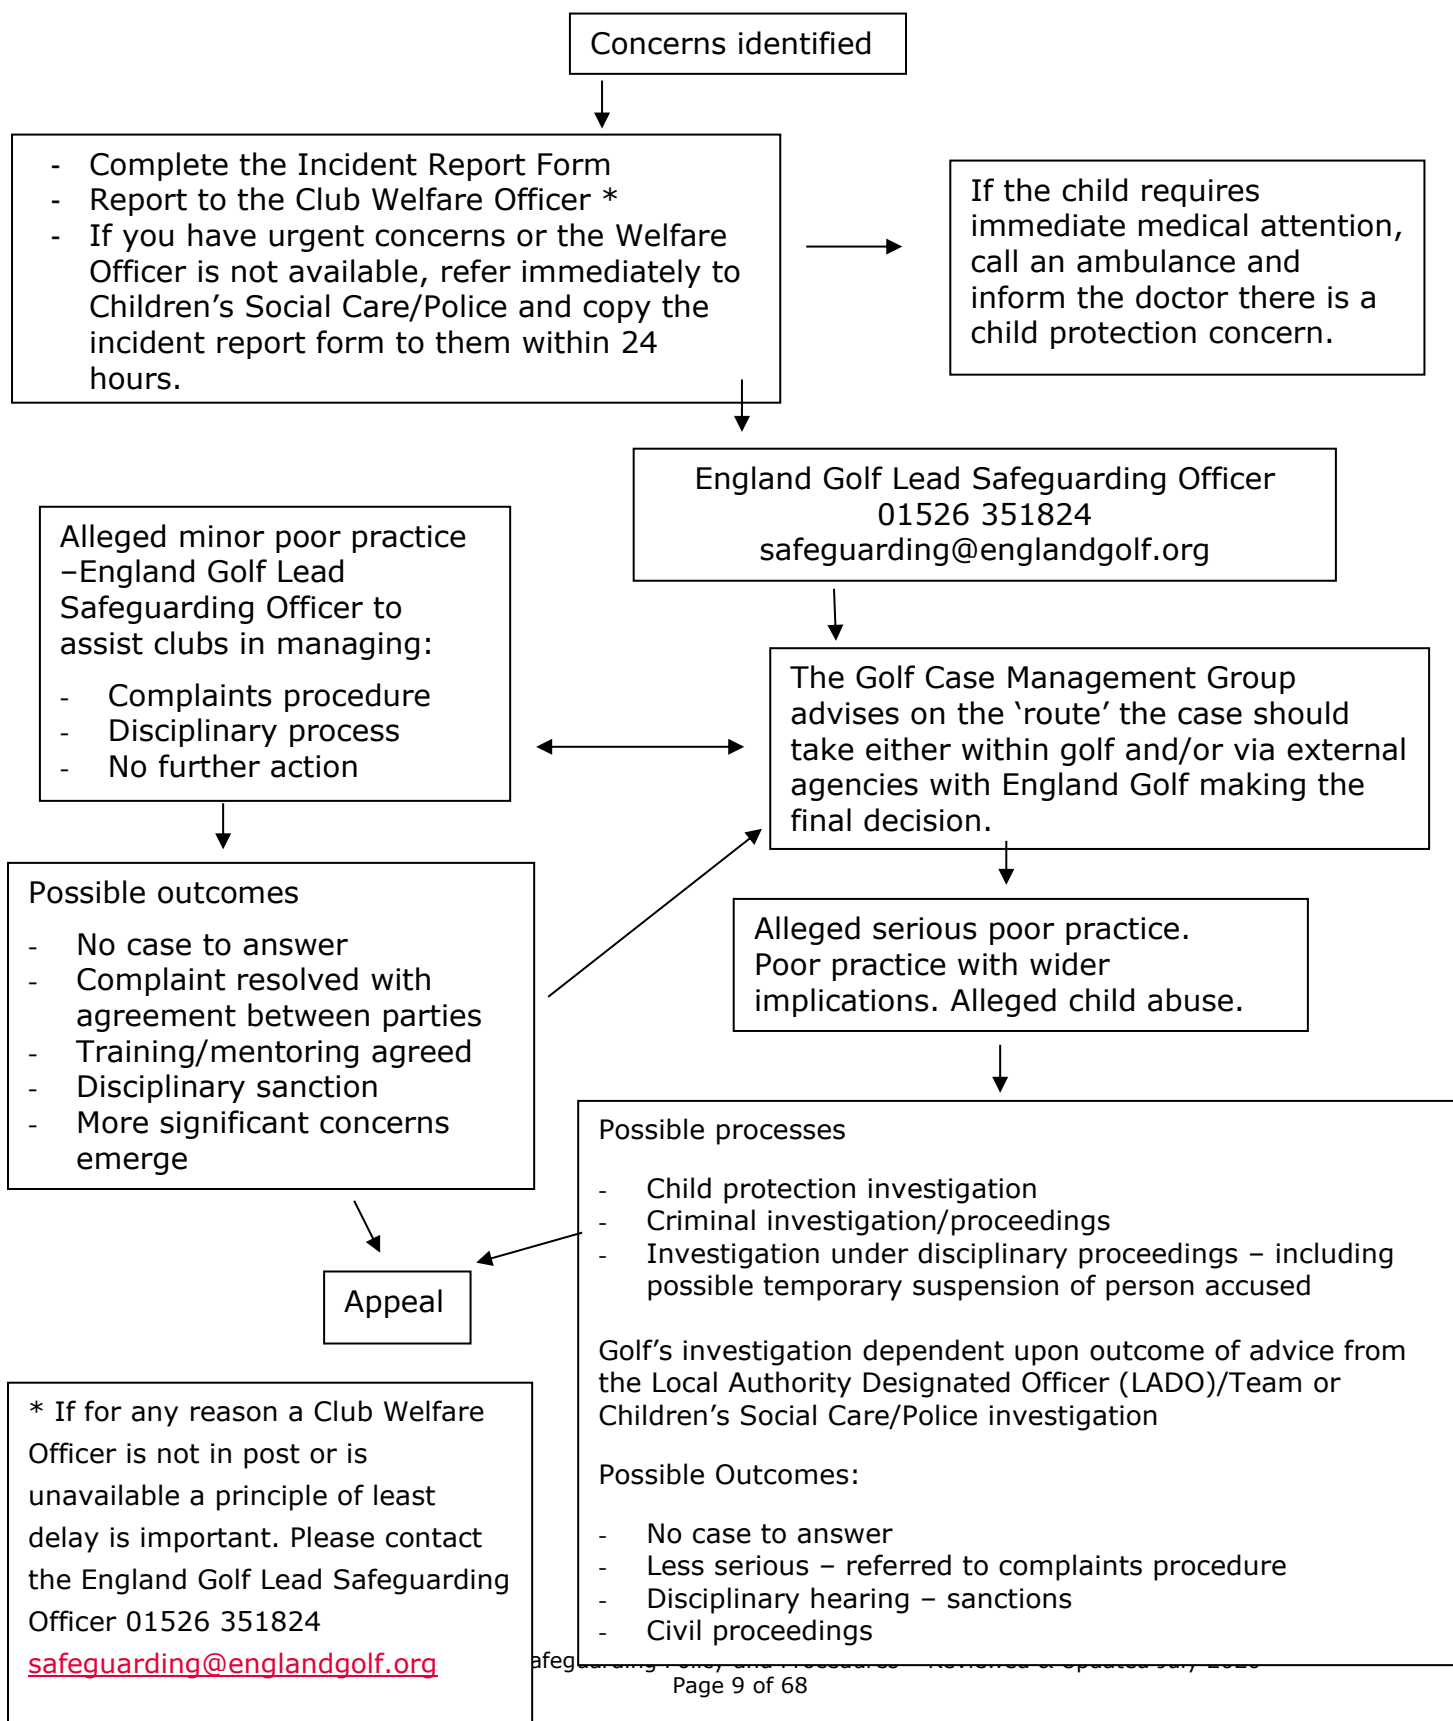 Concerns identified
- Complete the Incident Report Form
- Report to the Club Welfare Officer *
- If you have urgent concerns or the Welfare
Officer is not available, refer immediately to
Children’s Social Care/Police and copy the
incident report form to them within 24
hours.
If the child requires
immediate medical attention,
call an ambulance and
inform the doctor there is a
child protection concern.
England Golf Lead Safeguarding Officer
01526 351824
safeguarding@englandgolf.org
Alleged minor poor practice
–England Golf Lead
Safeguarding Officer to
assist clubs in managing:
- Complaints procedure
- Disciplinary process
- No further action
The Golf Case Management Group
advises on the ‘route’ the case should
take either within golf and/or via external
agencies with England Golf making the
final decision.
Possible outcomes
- No case to answer
- Complaint resolved with
agreement between parties
- Training/mentoring agreed
- Disciplinary sanction
- More significant concerns
emerge
Alleged serious poor practice.
Poor practice with wider
implications. Alleged child abuse.
Possible processes
- Child protection investigation
- Criminal investigation/proceedings
- Investigation under disciplinary proceedings – including
possible temporary suspension of person accused
Golf’s investigation dependent upon outcome of advice from
the Local Authority Designated Officer (LADO)/Team or
Children’s Social Care/Police investigation
Possible Outcomes:
- No case to answer
- Less serious – referred to complaints procedure
- Disciplinary hearing – sanctions
- Civil proceedings
Appeal
* If for any reason a Club Welfare
Officer is not in post or is
unavailable a principle of least
delay is important. Please contact
the England Golf Lead Safeguarding
Officer 01526 351824
safeguarding@englandgolf.org
Policy and Procedures Reviewed & Updated July
Page 9 of 68